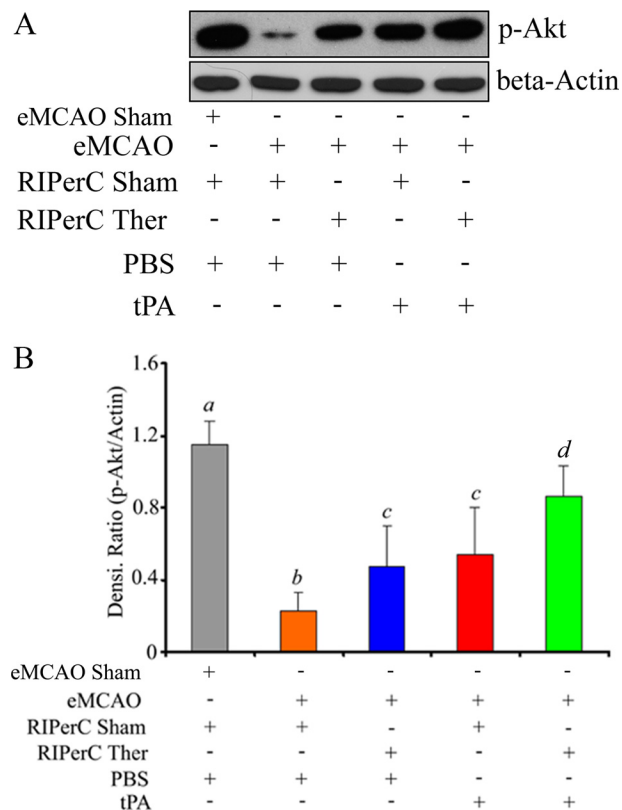 A
p-Akt
beta-Actin
eMCAO Sham + - - - -
eMCAO - + + + +
RIPerC Sham + + - + -
RIPerC Ther - - + - +
PBS + + + - -
tPA - - - + +
B
Densi. Ratio (p-Akt/Actin)
1.6
1.2
0.8
0.4
0
a
b
c
c
d
eMCAO Sham + - - - -
eMCAO - + + + +
RIPerC Sham + + - + -
RIPerC Ther - - + - +
PBS + + + - -
tPA - - - + +